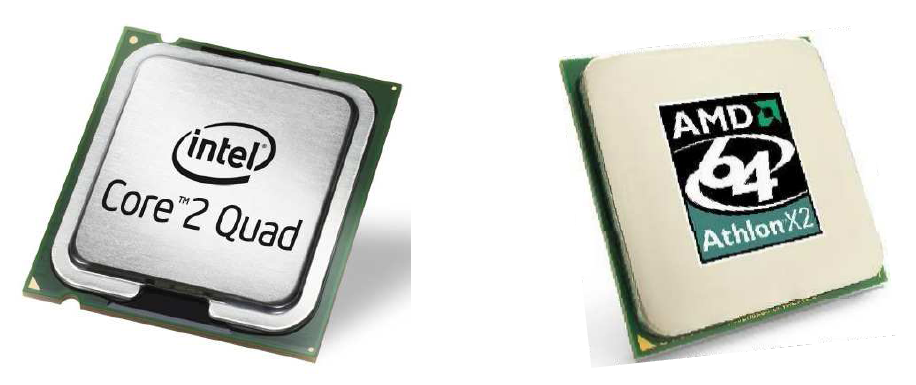 intel®
Core™2 Quad
AMD
64
Athlon X2